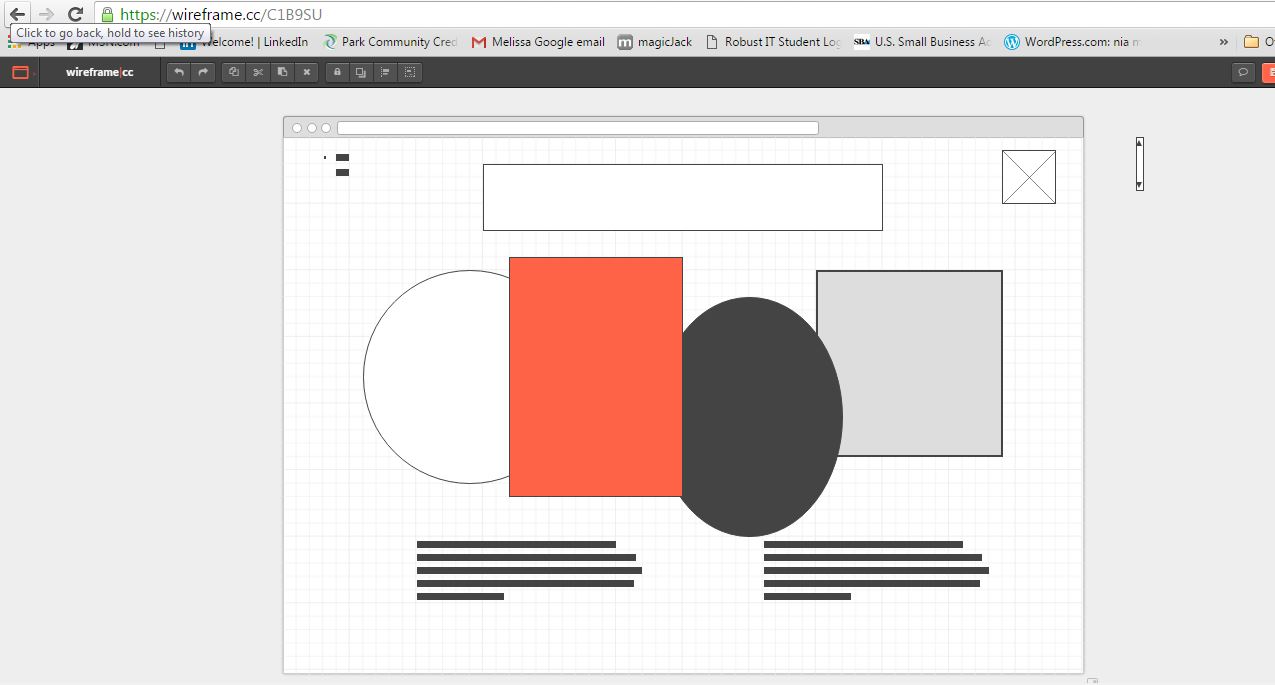 https://wireframe.cc/C1B9SU
Click to go back, hold to see history
Apps MSN.com Welcome! | LinkedIn Park Community Cred Melissa Google email magicJack Robust IT Student Log U.S. Small Business Ac WordPress.com: nia m » O
wireframe|cc